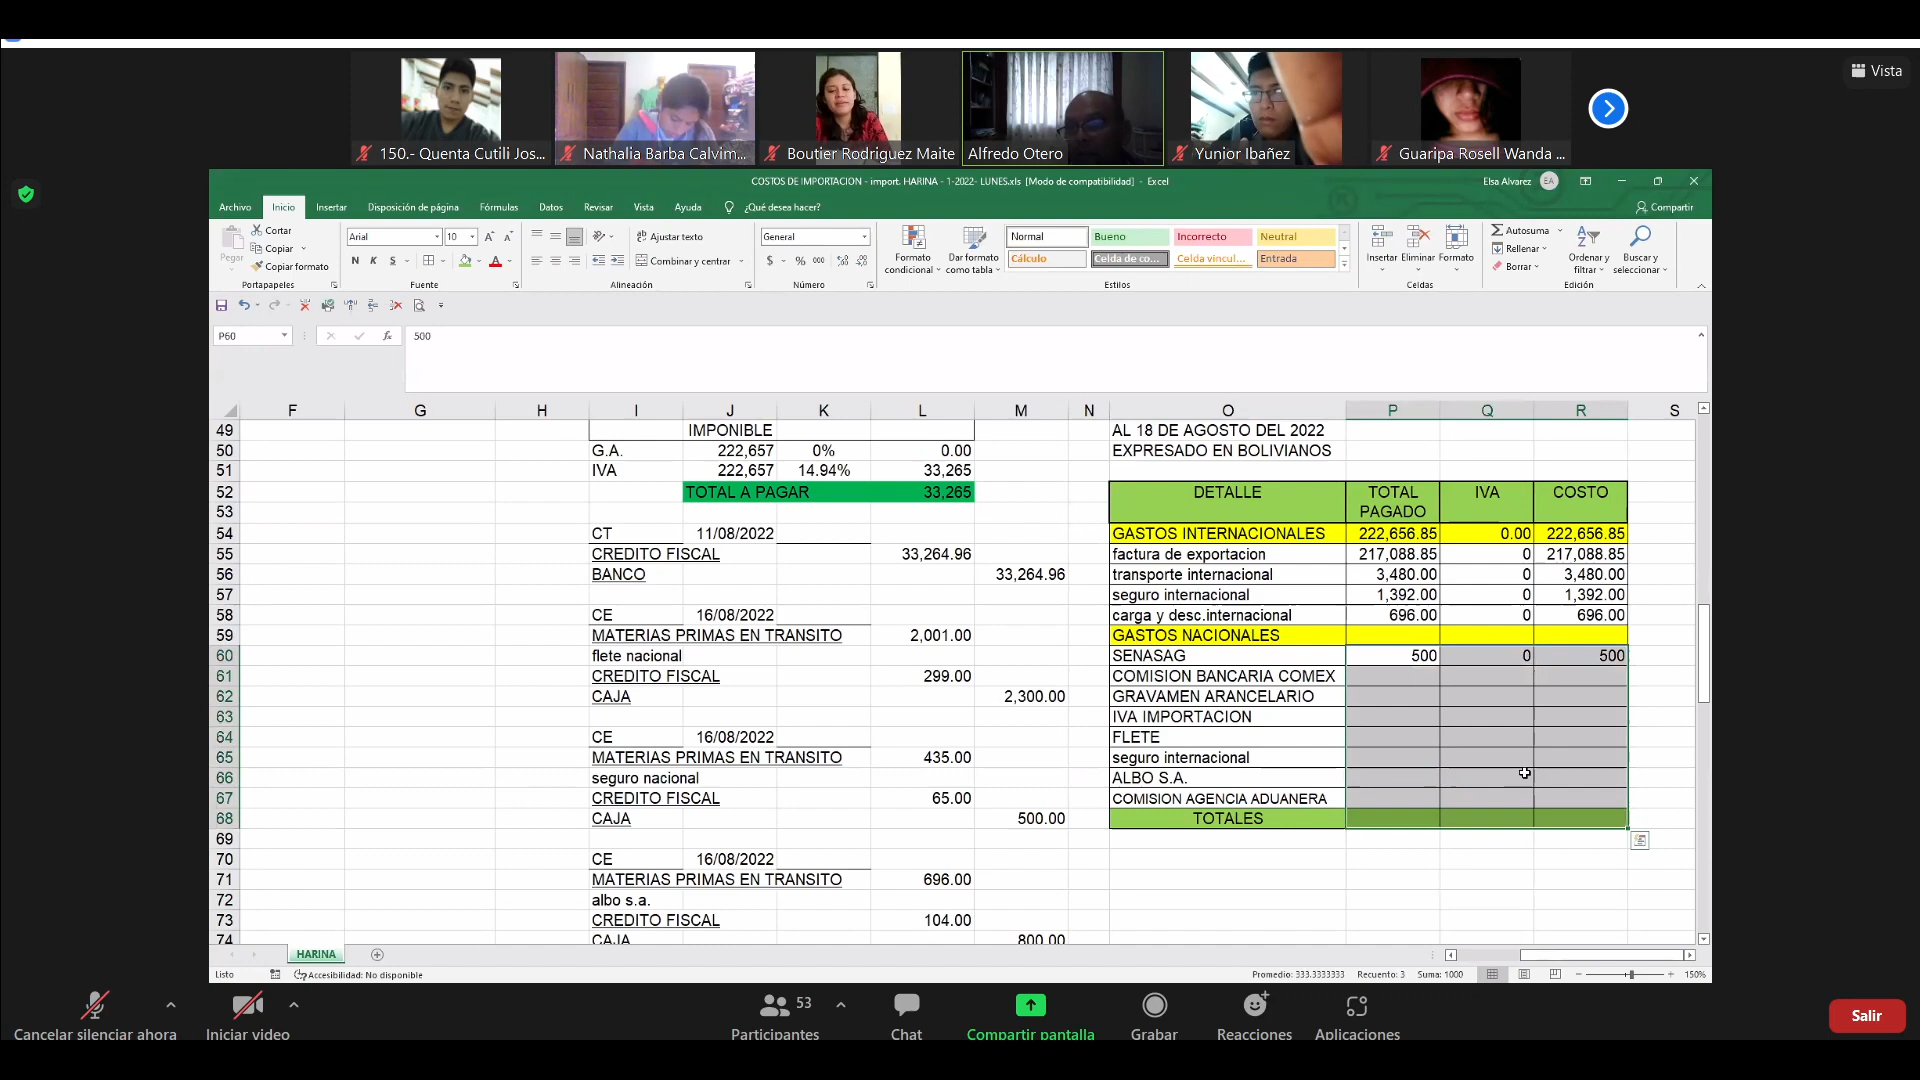 Vista
150.- Quenta Cutili Jos...
Nathalia Barba Calvim...
Boutier Rodriguez Maite
Alfredo Otero
Yunior Ibañez
Guaripa Rosell Wanda ...
COSTOS DE IMPORTACION - import. HARINA - 1-2022- LUNES.xls [Modo de compatibilidad] - Excel
Elsa Alvarez EA
Archivo Inicio Insertar Disposición de página Fórmulas Datos Revisar Vista Ayuda ¿Qué desea hacer? Compartir
Pegar
Cortar
Copiar
Copiar formato
Portapapeles
Arial 10
N K S
Fuente
Ajustar texto
Combinar y centrar
Alineación
General
$ % 000
Número
Formato condicional
Dar formato como tabla
Normal Bueno Incorrecto Neutral
Cálculo Celda de co... Celda vincul... Entrada
Estilos
Insertar Eliminar Formato
Celdas
Autosuma
Rellenar
Borrar
Ordenar y filtrar
Buscar y seleccionar
Edición
P60 fx 500
F G H I J K L M N O P Q R S
49 IMPONIBLE AL 18 DE AGOSTO DEL 2022
50 G.A. 222,657 0% 0.00 EXPRESADO EN BOLIVIANOS
51 IVA 222,657 14.94% 33,265
52 TOTAL A PAGAR 33,265 DETALLE TOTAL IVA COSTO
53 PAGADO
54 CT 11/08/2022 GASTOS INTERNACIONALES 222,656.85 0.00 222,656.85
55 CREDITO FISCAL 33,264.96 factura de exportacion 217,088.85 0 217,088.85
56 BANCO 33,264.96 transporte internacional 3,480.00 0 3,480.00
57 seguro internacional 1,392.00 0 1,392.00
58 CE 16/08/2022 carga y desc.internacional 696.00 0 696.00
59 MATERIAS PRIMAS EN TRANSITO 2,001.00 GASTOS NACIONALES
60 flete nacional SENASAG 500 0 500
61 CREDITO FISCAL 299.00 COMISION BANCARIA COMEX
62 CAJA 2,300.00 GRAVAMEN ARANCELARIO
63 IVA IMPORTACION
64 CE 16/08/2022 FLETE
65 MATERIAS PRIMAS EN TRANSITO 435.00 seguro internacional
66 seguro nacional ALBO S.A.
67 CREDITO FISCAL 65.00 COMISION AGENCIA ADUANERA
68 CAJA 500.00 TOTALES
69
70 CE 16/08/2022
71 MATERIAS PRIMAS EN TRANSITO 696.00
72 albo s.a.
73 CREDITO FISCAL 104.00
74 CAJA 800.00
HARINA
Listo Accesibilidad: No disponible Promedio: 333.3333333 Recuento: 3 Suma: 1000 150%
Cancelar silenciar ahora
Iniciar video
Participantes 53
Chat
Compartir pantalla
Grabar
Reacciones
Aplicaciones
Salir